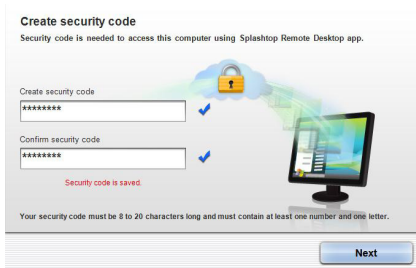 Create security code
Security code is needed to access this computer using Splashtop Remote Desktop app.
Create security code
********
Confirm security code
********
Security code is saved.
Your security code must be 8 to 20 characters long and must contain at least one number and one letter.
Next